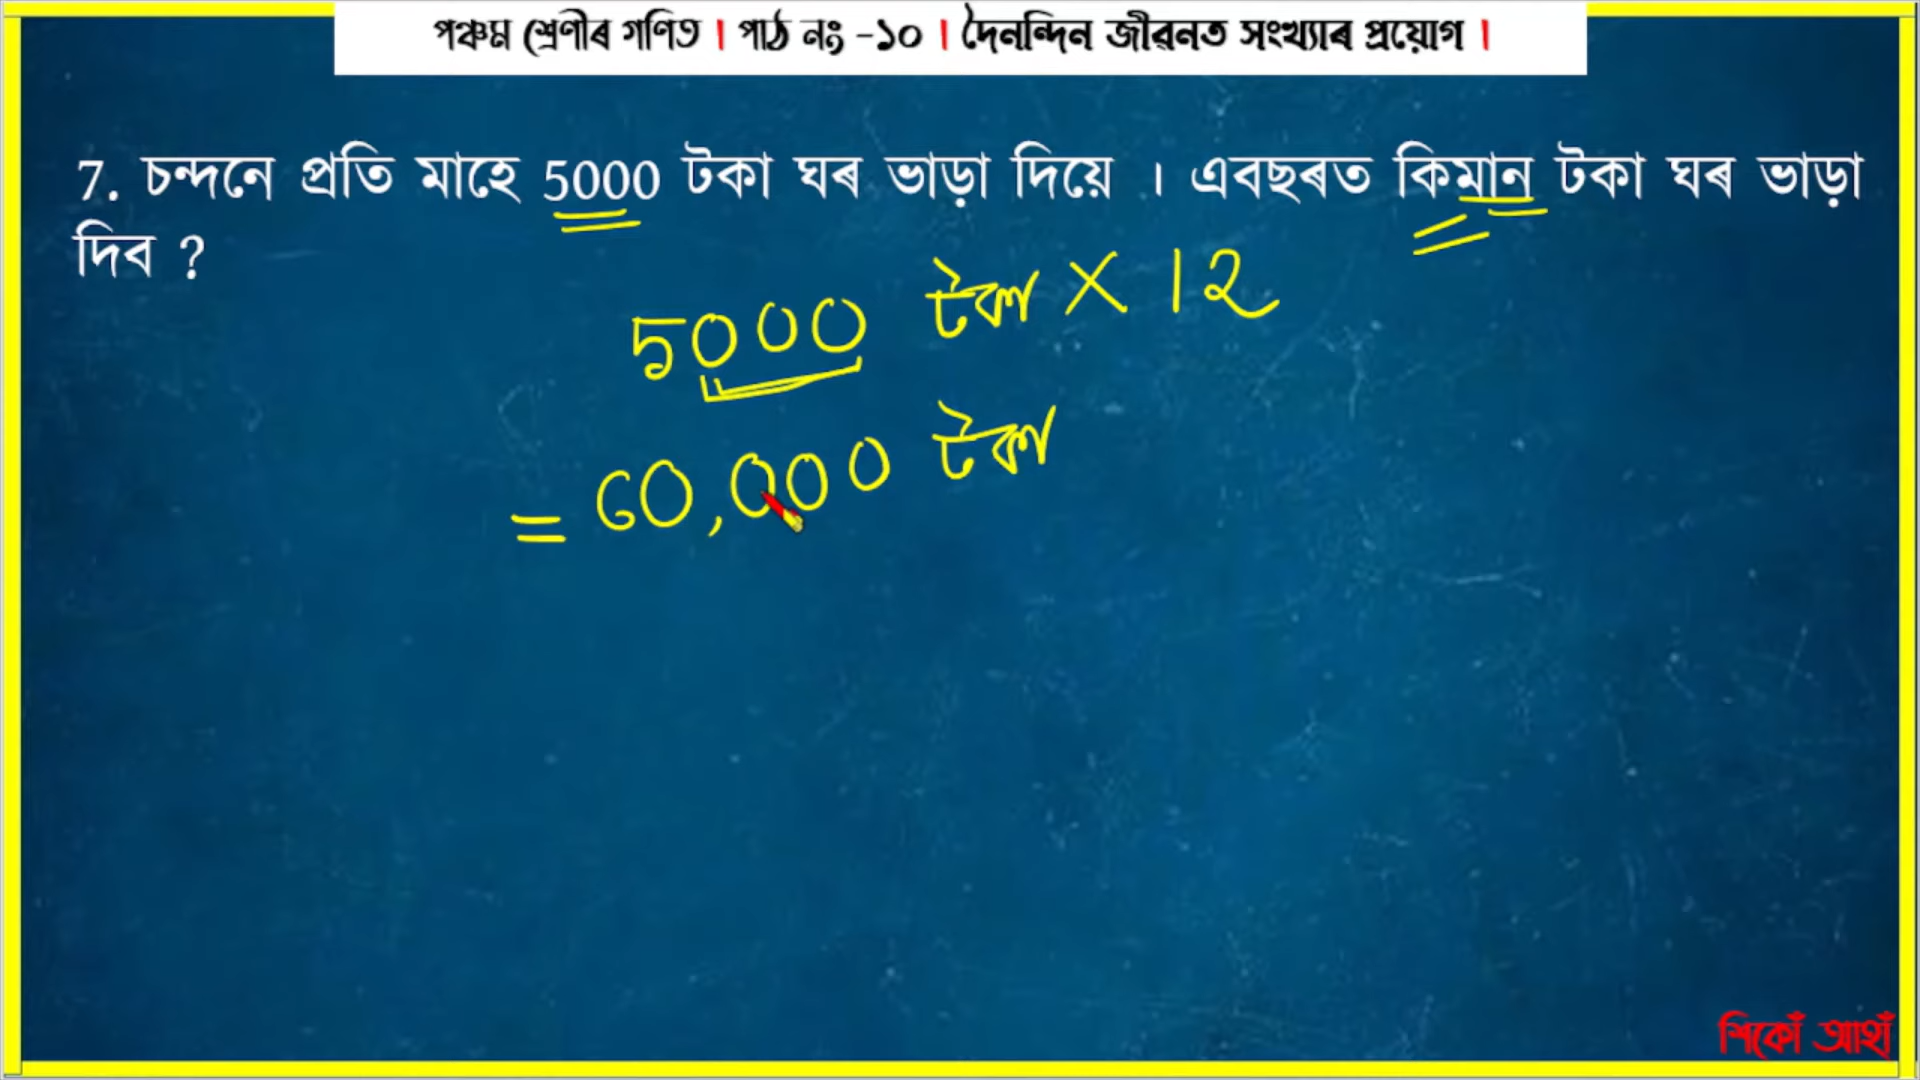 পঞ্চম শ্ৰেণীৰ গণিত । পাঠ নং -১০ । দৈনন্দিন জীৱনত সংখ্যাৰ প্ৰয়োগ ।
7. চন্দনে প্ৰতি মাহে 5000 টকা ঘৰ ভাড়া দিয়ে । এবছৰত কিমান টকা ঘৰ ভাড়া
দিব ?
5000 টকা X 12
= 60,000 টকা
শিকোঁ আহাঁ